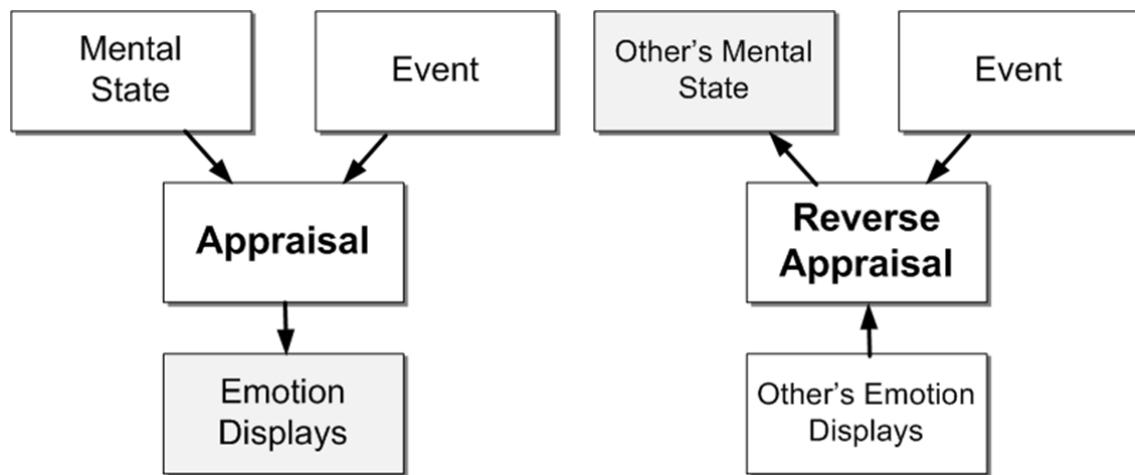 Mental
State
Event
Appraisal
Emotion
Displays
Other's Mental
State
Event
Reverse
Appraisal
Other's Emotion
Displays